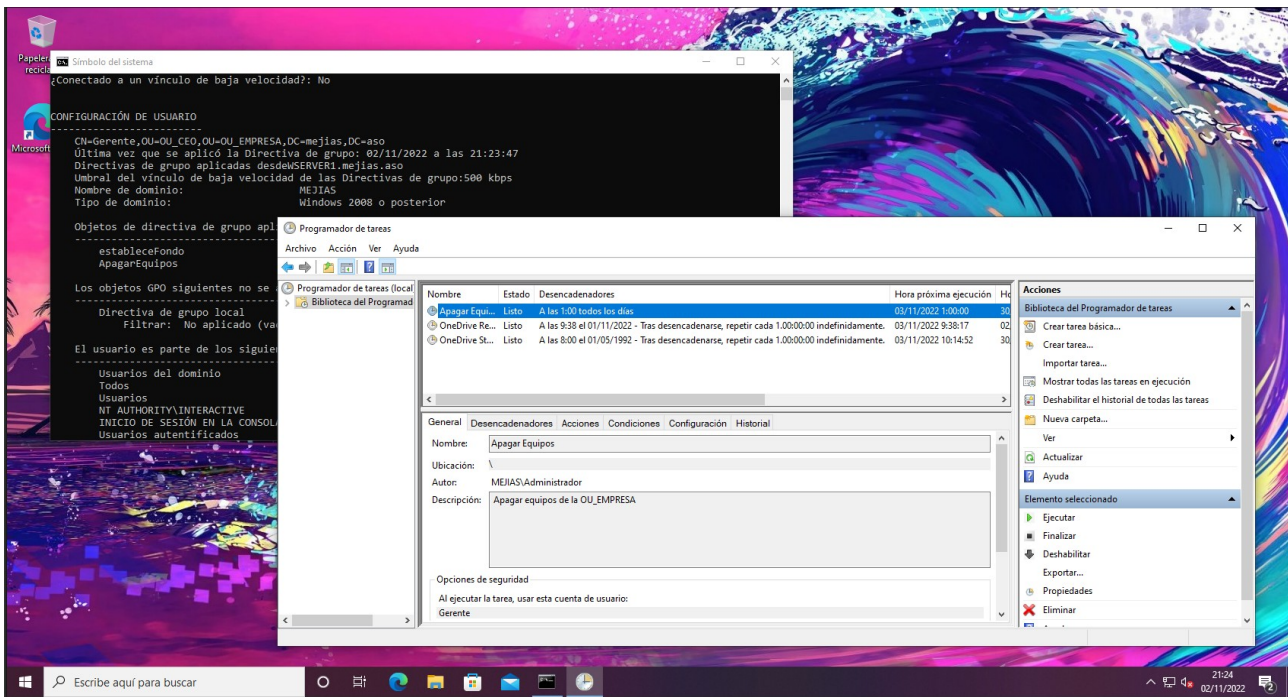 Papeler
recicla
Microsoft
Símbolo del sistema
¿Conectado a un vínculo de baja velocidad?: No
CONFIGURACIÓN DE USUARIO
--------------------------
CN=Gerente,OU=OU_CEO,OU=OU_EMPRESA,DC=mejias,DC=aso
Última vez que se aplicó la Directiva de grupo: 02/11/2022 a las 21:23:47
Directivas de grupo aplicadas desdeWSERVER1.mejias.aso
Umbral del vínculo de baja velocidad de las Directivas de grupo:500 kbps
Nombre de dominio: MEJIAS
Tipo de dominio: Windows 2008 o posterior
Objetos de directiva de grupo apl
estableceFondo
ApagarEquipos
Los objetos GPO siguientes no se
Directiva de grupo local
Filtrar: No aplicado (va
El usuario es parte de los siguie
Usuarios del dominio
Todos
Usuarios
NT AUTHORITY\INTERACTIVE
INICIO DE SESIÓN EN LA CONSOL
Usuarios autentificados
Programador de tareas
Archivo Acción Ver Ayuda
Programador de tareas (local
Biblioteca del Programad
Nombre Estado Desencadenadores Hora próxima ejecución
Apagar Equi... Listo A las 1:00 todos los días 03/11/2022 1:00:00 30
OneDrive Re... Listo A las 9:38 el 01/11/2022 - Tras desencadenarse, repetir cada 1.00:00:00 indefinidamente. 03/11/2022 9:38:17 02
OneDrive St... Listo A las 8:00 el 01/05/1992 - Tras desencadenarse, repetir cada 1.00:00:00 indefinidamente. 03/11/2022 10:14:52 30
General Desencadenadores Acciones Condiciones Configuración Historial
Nombre: Apagar Equipos
Ubicación: \
Autor: MEJIAS\Administrador
Descripción: Apagar equipos de la OU_EMPRESA
Opciones de seguridad
Al ejecutar la tarea, usar esta cuenta de usuario:
Gerente
Acciones
Biblioteca del Programador de tareas
Crear tarea básica...
Crear tarea...
Importar tarea...
Mostrar todas las tareas en ejecución
Deshabilitar el historial de todas las tareas
Nueva carpeta...
Ver
Actualizar
Ayuda
Elemento seleccionado
Ejecutar
Finalizar
Deshabilitar
Exportar...
Propiedades
Eliminar
Escribe aquí para buscar
21:24
02/11/2022